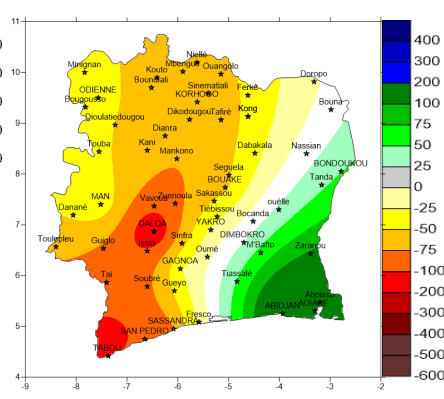 11
Niellé
Minignan
Mbengué
Kouto
Ouangolo
Doropo
10
Boundiali
Sinematiali
ODIENNE
KORHOGO
Ferké
Bougousso
Kong
Bouna
Dikodougou
Tafiré
9
Dioulatiedougou
Dianra
Touba
Kani
Mankono
Dabakala
Nassian
BONDOUKOU
8
Seguela
BOUAKE
Tanda
MAN
Vavoua
Zuenoula
Sakassou
ouèlle
Danané
Tiébissou
Bocanda
7
DALOA
YAKRO
DIMBOKRO
Toulepleu
Guiglo
Issia
Sinfra
Oumé
M'Batto
Zaranou
GAGNOA
6
Tai
Soubré
Gueyo
Tiassalé
Aboisso
ABIDJAN
ADIAKE
Fresco
SASSANDRA
5
SAN PEDRO
TABOU
4
-9 -8 -7 -6 -5 -4 -3 -2
400
300
200
100
75
50
25
0
-25
-50
-75
-100
-200
-300
-400
-600